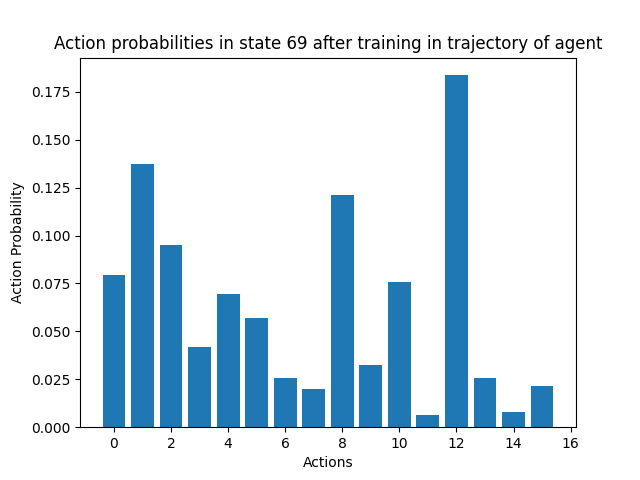 Action probabilities in state 69 after training in trajectory of agent
0.175
0.150
0.125
0.100
0.075
0.050
0.025
0.000
Action Probability
0 2 4 6 8 10 12 14 16
Actions